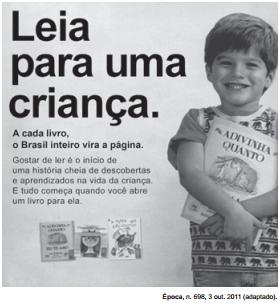 Leia
para uma
criança.
A cada livro,
o Brasil inteiro vira a página.
Gostar de ler é o início de
uma história cheia de descobertas
e aprendizados na vida da criança.
E tudo começa quando você abre
um livro para ela.
ADIVINHA
QUANTO
ADIVINHA
QUANTO
Época, n. 698, 3 out. 2011 (adaptado).